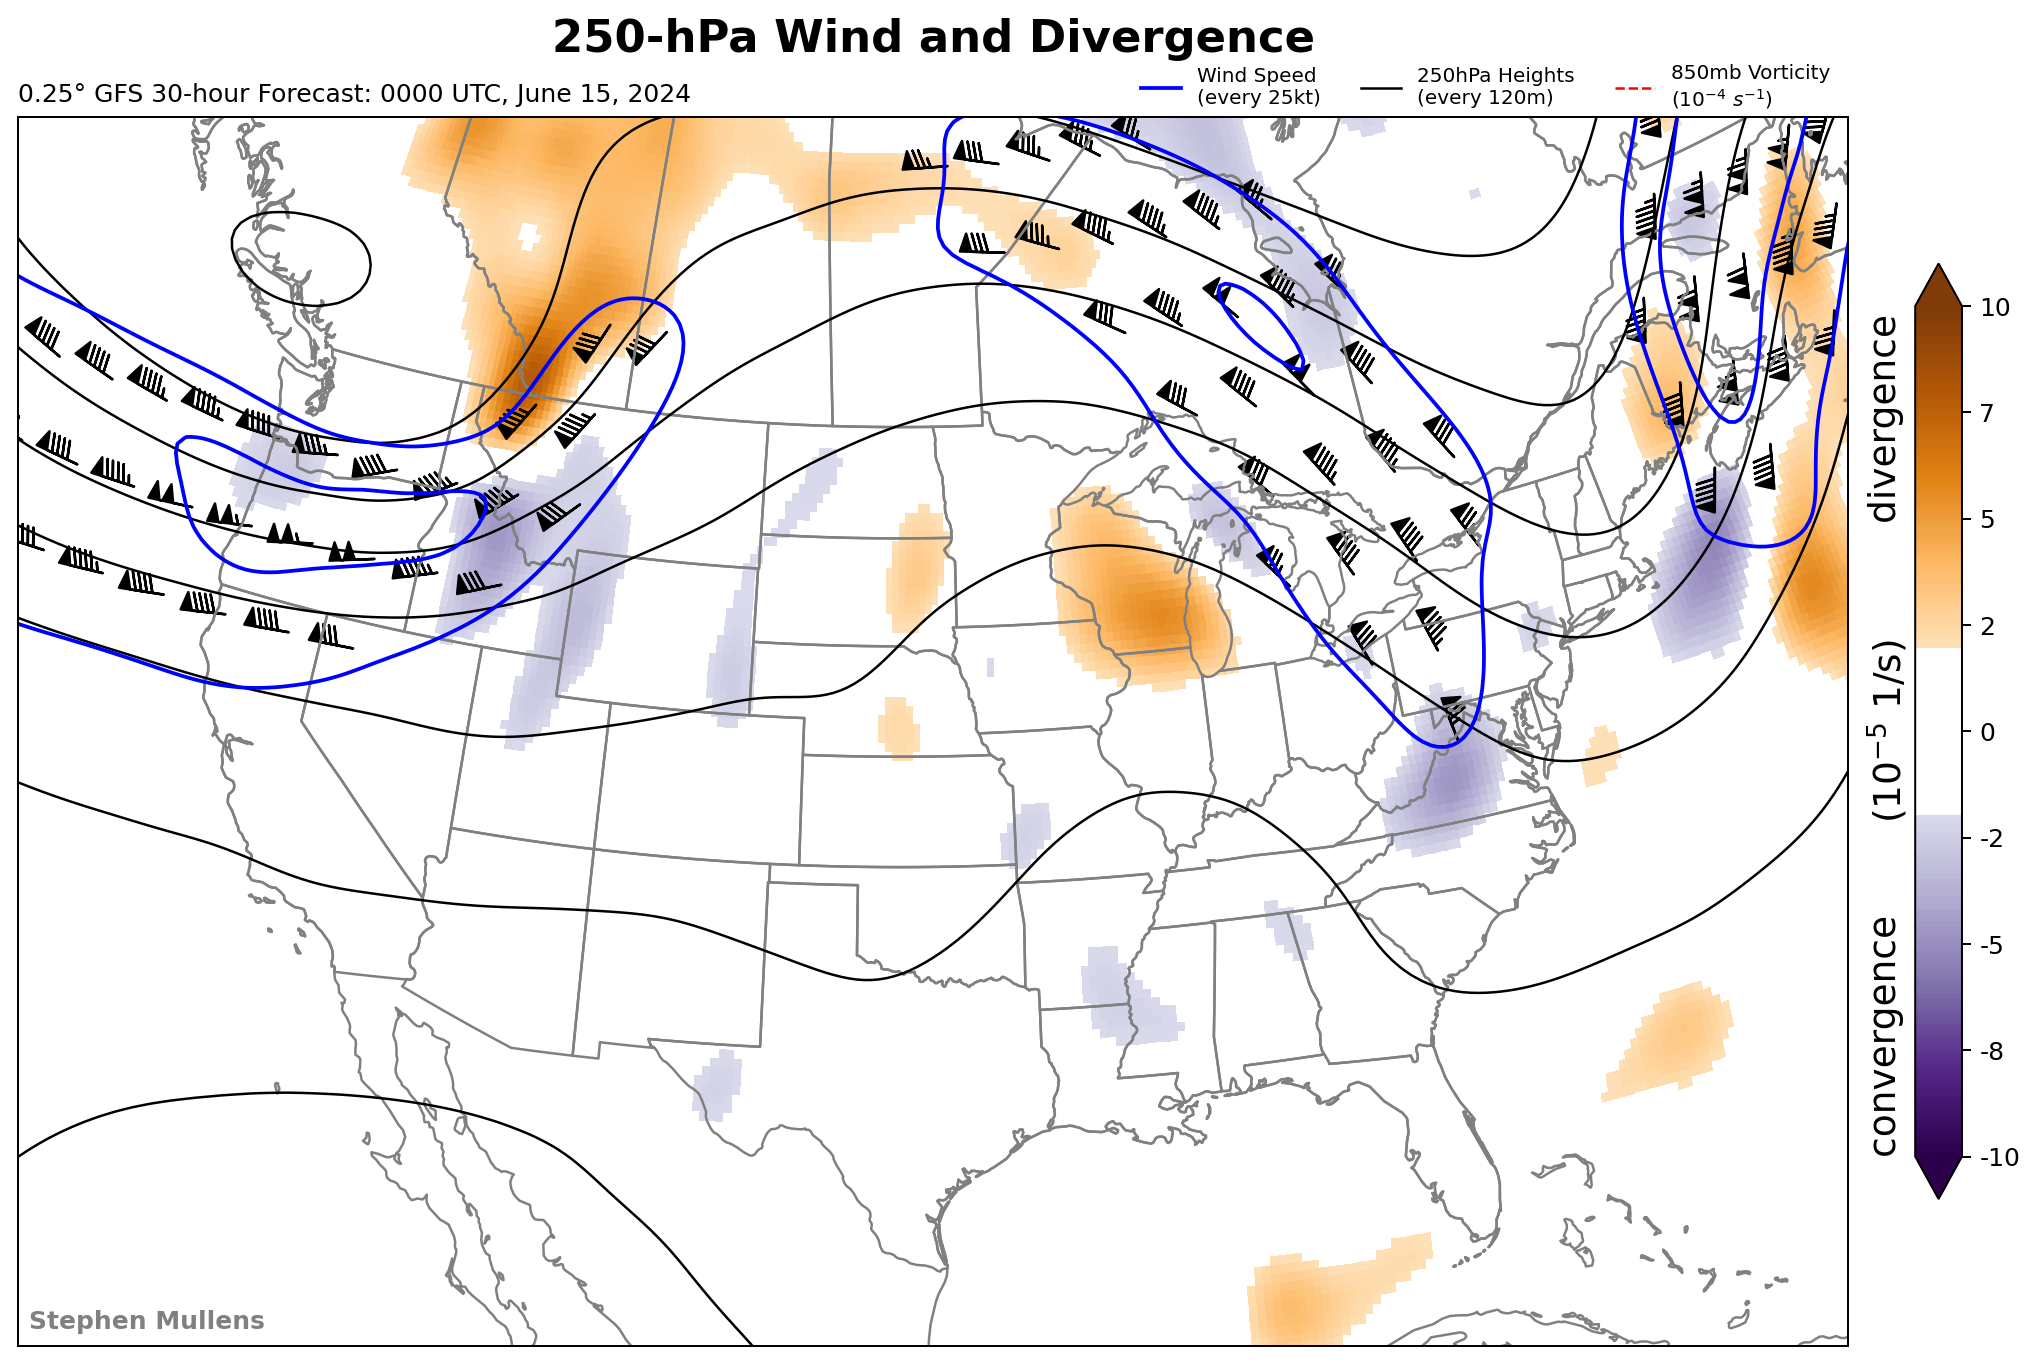 250-hPa Wind and Divergence
0.25° GFS 30-hour Forecast: 0000 UTC, June 15, 2024
Wind Speed
(every 25kt)
250hPa Heights
(every 120m)
850mb Vorticity
(10⁻⁴ s⁻¹)
10
7
5
2
0
-2
-5
-8
-10
convergence (10⁻⁵ 1/s) divergence
Stephen Mullens